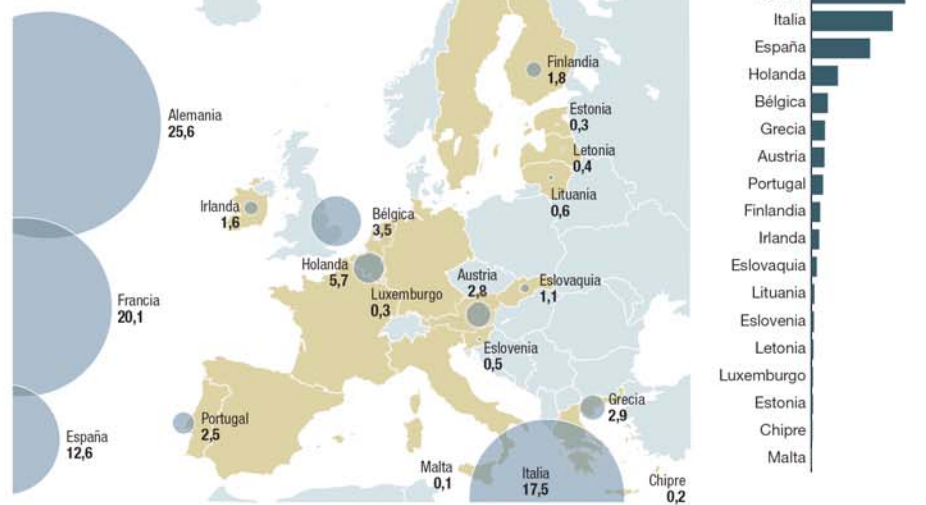 Finlandia
1,8
Estonia
0,3
Letonia
0,4
Lituania
0,6
Alemania
25,6
Irlanda
1,6
Bélgica
3,5
Holanda
5,7
Luxemburgo
0,3
Austria
2,8
Eslovaquia
1,1
Francia
20,1
Eslovenia
0,5
Grecia
2,9
Portugal
2,5
España
12,6
Malta
0,1
Italia
17,5
Chipre
0,2
Italia
España
Holanda
Bélgica
Grecia
Austria
Portugal
Finlandia
Irlanda
Eslovaquia
Lituania
Eslovenia
Letonia
Luxemburgo
Estonia
Chipre
Malta